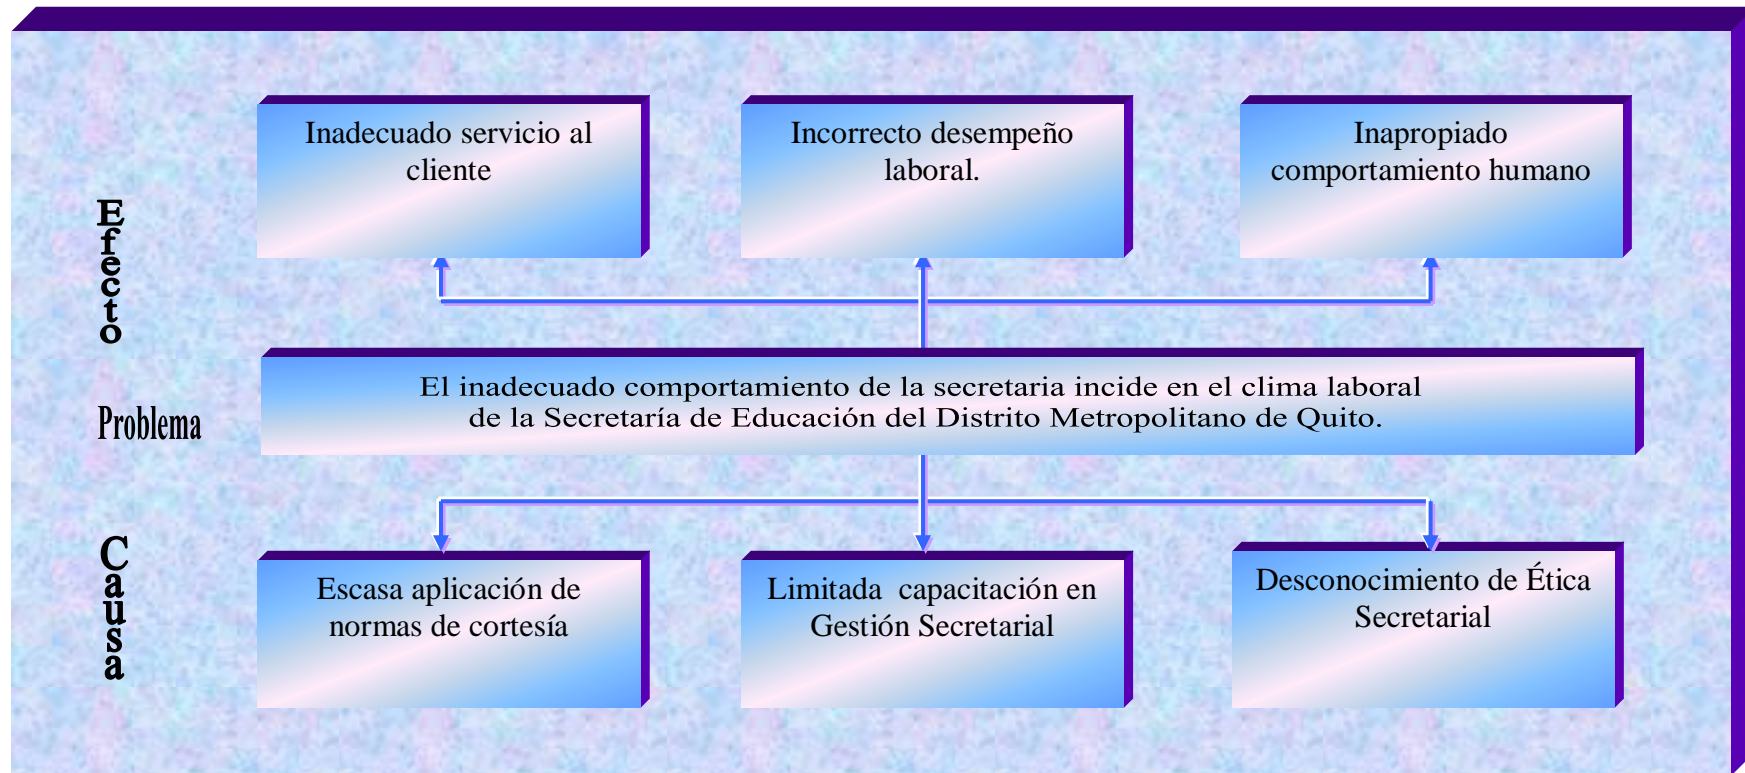 Efecto
Inadecuado servicio al
cliente
Incorrecto desempeño
laboral.
Inapropiado
comportamiento humano
Problema
El inadecuado comportamiento de la secretaria incide en el clima laboral
de la Secretaría de Educación del Distrito Metropolitano de Quito.
Causa
Escasa aplicación de
normas de cortesía
Limitada  capacitación en
Gestión Secretarial
Desconocimiento de Ética
Secretarial